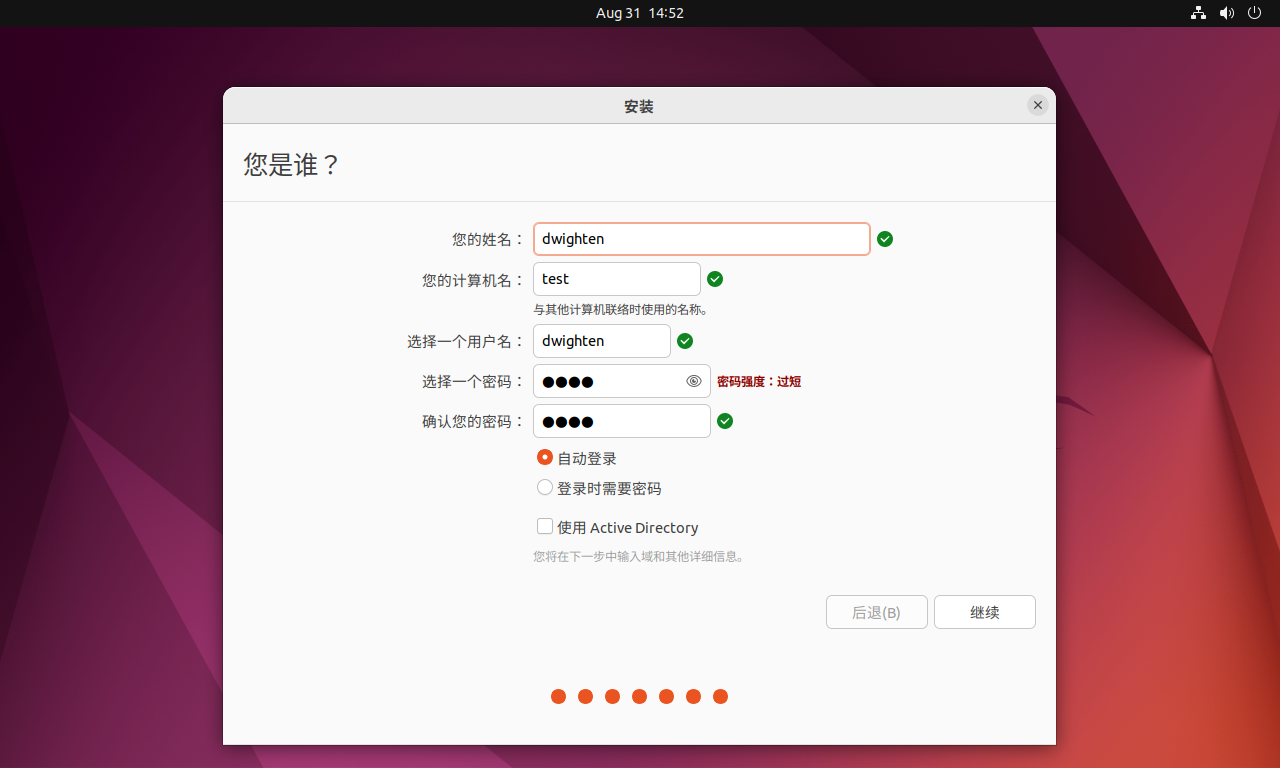 Aug 31 14:52
安装
您是谁？
您的姓名： dwighten
您的计算机名： test
与其他计算机联络时使用的名称。
选择一个用户名： dwighten
选择一个密码： ●●●● 密码强度：过短
确认您的密码： ●●●●
自动登录
登录时需要密码
使用 Active Directory
您将在下一步中输入域和其他详细信息。
后退(B) 继续